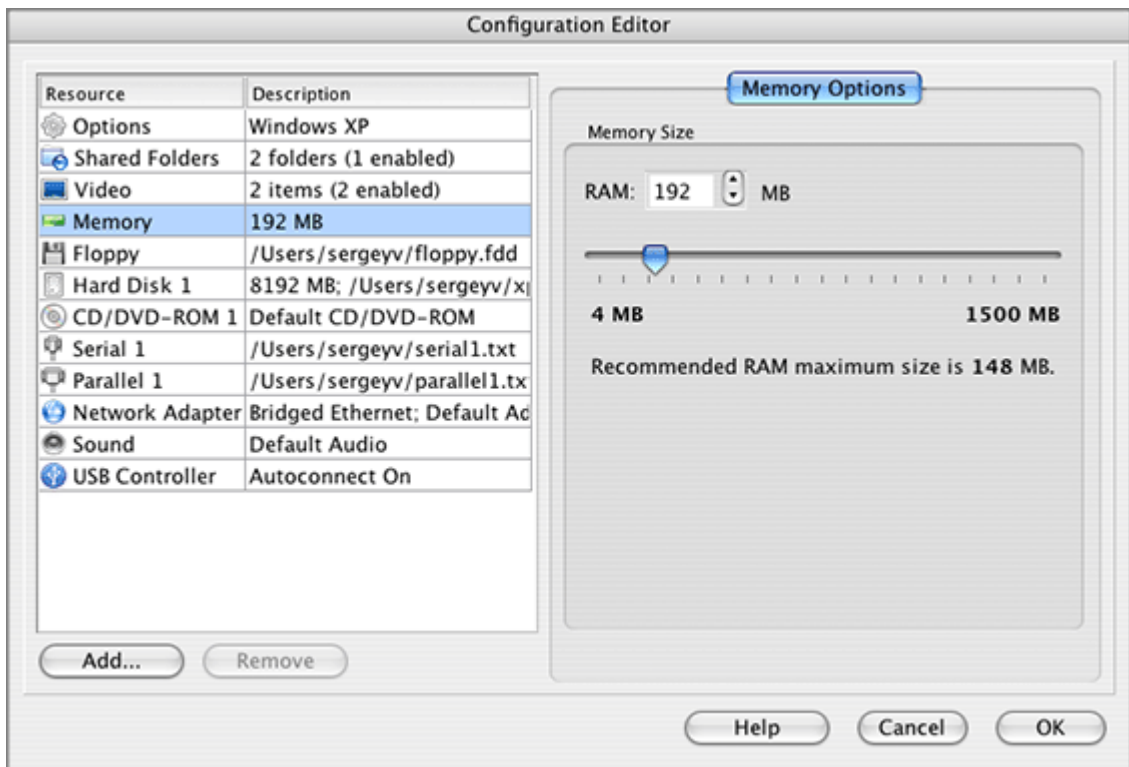 Configuration Editor
Resource Description
Options Windows XP
Shared Folders 2 folders (1 enabled)
Video 2 items (2 enabled)
Memory 192 MB
Floppy /Users/sergeyv/floppy.fdd
Hard Disk 1 8192 MB; /Users/sergeyv/xp
CD/DVD-ROM 1 Default CD/DVD-ROM
Serial 1 /Users/sergeyv/serial1.txt
Parallel 1 /Users/sergeyv/parallel1.tx
Network Adapter Bridged Ethernet; Default Ad
Sound Default Audio
USB Controller Autoconnect On
Add... Remove
Memory Options
Memory Size
RAM: 192 MB
4 MB 1500 MB
Recommended RAM maximum size is 148 MB.
Help Cancel OK